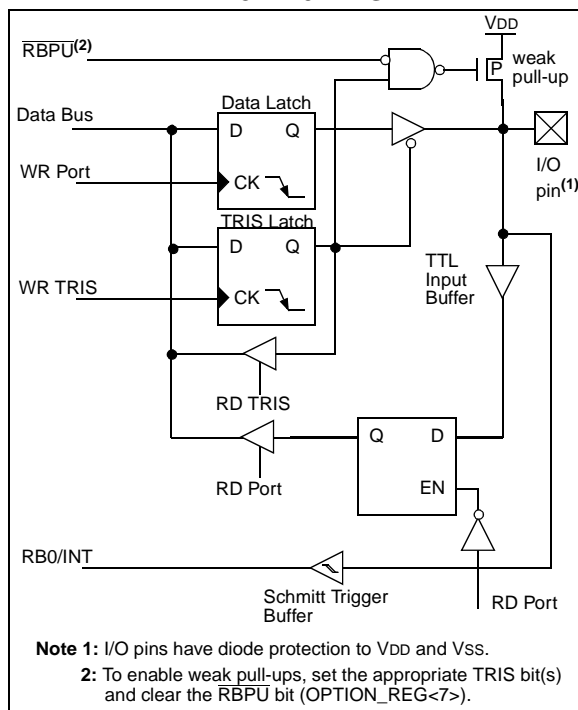 VDD
RBPU(2)
P
weak
pull-up
Data Latch
Data Bus
D Q
I/O
pin(1)
WR Port
CK
TRIS Latch
D Q
TTL
Input
Buffer
WR TRIS
CK
RD TRIS
Q D
RD Port
EN
RB0/INT
Schmitt Trigger
Buffer
RD Port
Note 1: I/O pins have diode protection to VDD and VSS.
2: To enable weak pull-ups, set the appropriate TRIS bit(s)
and clear the RBPU bit (OPTION_REG<7>).